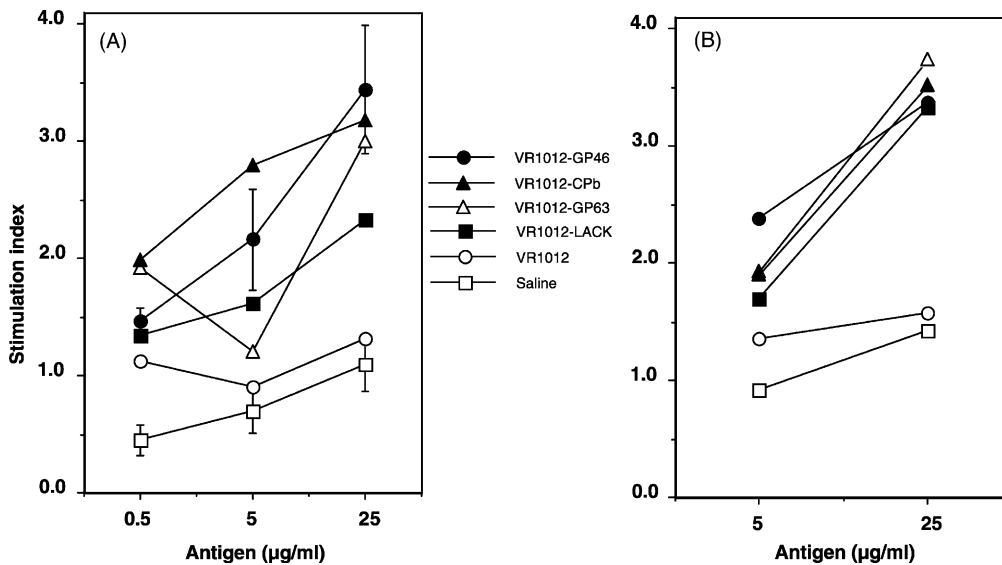 (A)
Stimulation index
4.0
3.0
2.0
1.0
0.0
0.5 5 25
Antigen (µg/ml)
VR1012-GP46
VR1012-CPb
VR1012-GP63
VR1012-LACK
VR1012
Saline
(B)
4.0
3.0
2.0
1.0
0.0
5 25
Antigen (µg/ml)